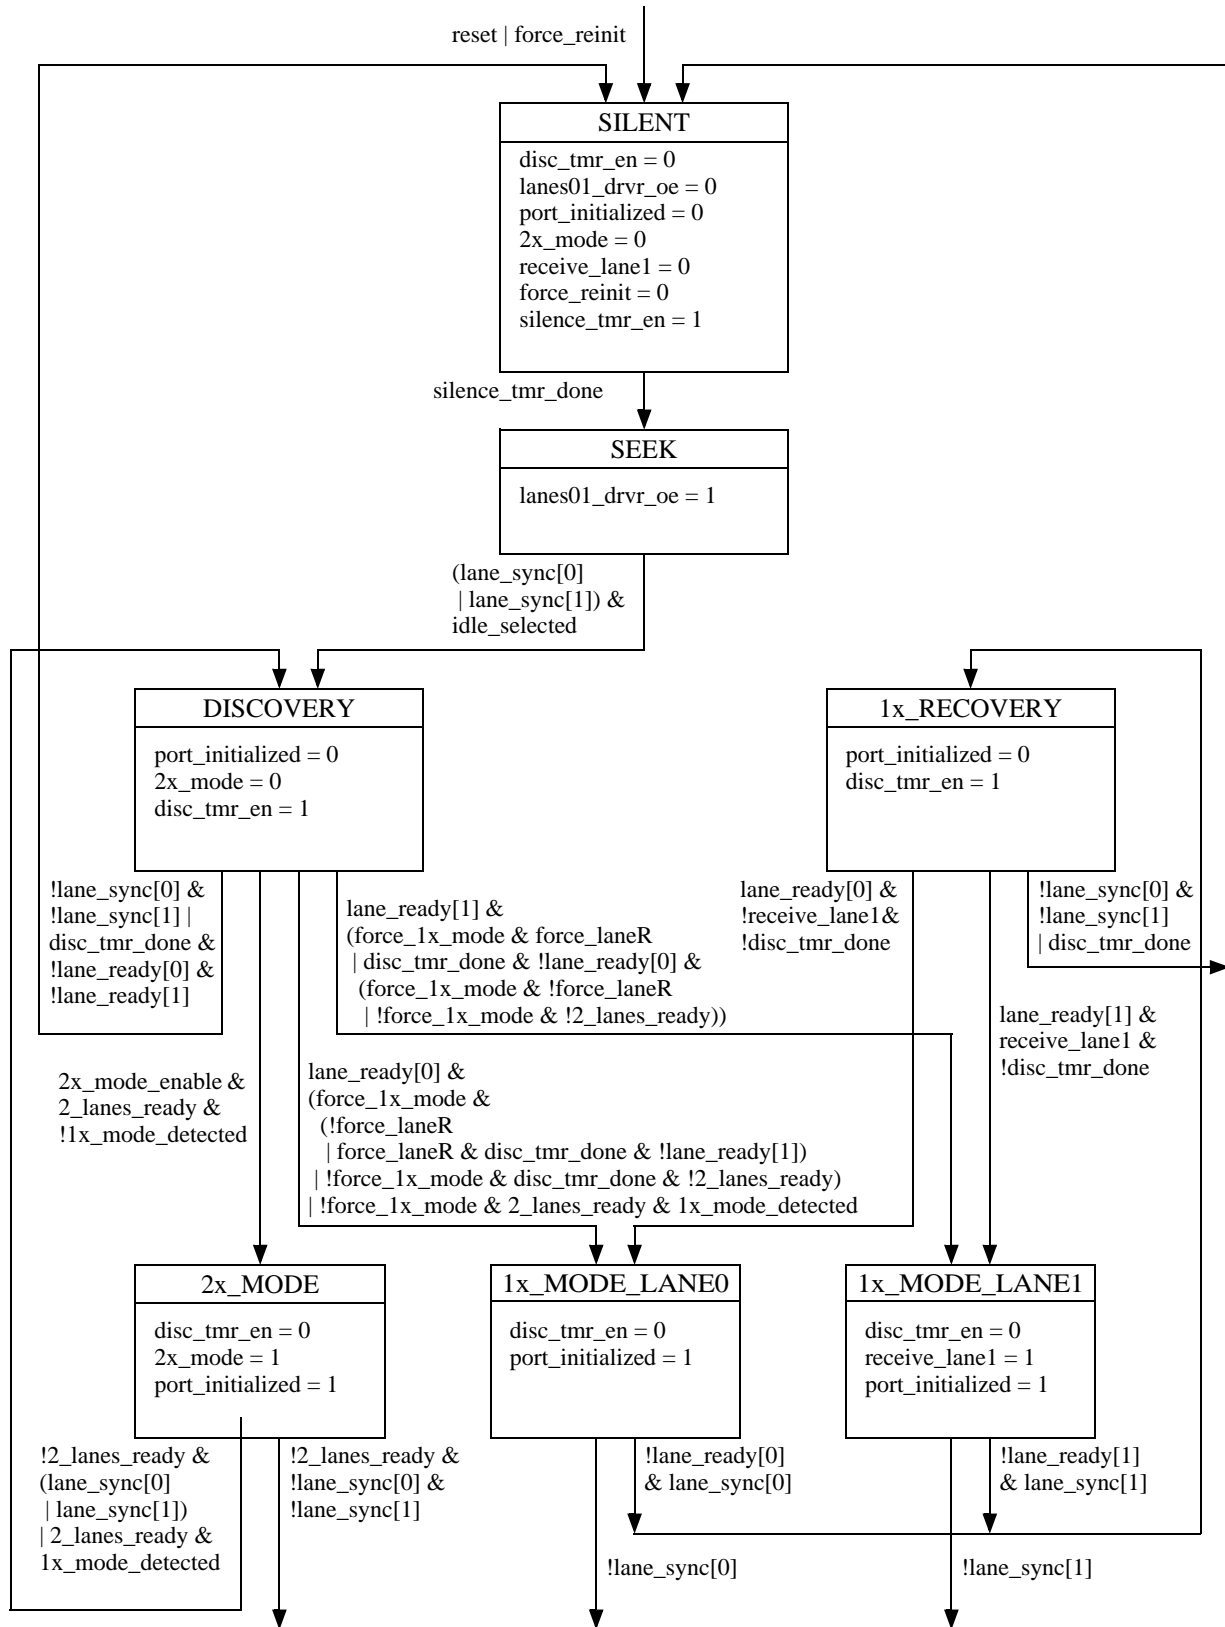 reset | force_reinit
SILENT
disc_tmr_en = 0
lanes01_drvr_oe = 0
port_initialized = 0
2x_mode = 0
receive_lane1 = 0
force_reinit = 0
silence_tmr_en = 1
silence_tmr_done
SEEK
lanes01_drvr_oe = 1
(lane_sync[0]
| lane_sync[1]) &
idle_selected
DISCOVERY
port_initialized = 0
2x_mode = 0
disc_tmr_en = 1
1x_RECOVERY
port_initialized = 0
disc_tmr_en = 1
!lane_sync[0] &
!lane_sync[1] |
disc_tmr_done &
!lane_ready[0] &
!lane_ready[1]
lane_ready[1] &
(force_1x_mode & force_laneR
| disc_tmr_done & !lane_ready[0] &
(force_1x_mode & !force_laneR
| !force_1x_mode & !2_lanes_ready))
lane_ready[0] &
!receive_lane1&
!disc_tmr_done
!lane_sync[0] &
!lane_sync[1]
| disc_tmr_done
lane_ready[1] &
receive_lane1 &
!disc_tmr_done
2x_mode_enable &
2_lanes_ready &
!1x_mode_detected
lane_ready[0] &
(force_1x_mode &
(!force_laneR
| force_laneR & disc_tmr_done & !lane_ready[1])
| !force_1x_mode & disc_tmr_done & !2_lanes_ready)
| !force_1x_mode & 2_lanes_ready & 1x_mode_detected
2x_MODE
disc_tmr_en = 0
2x_mode = 1
port_initialized = 1
1x_MODE_LANE0
disc_tmr_en = 0
port_initialized = 1
1x_MODE_LANE1
disc_tmr_en = 0
receive_lane1 = 1
port_initialized = 1
!2_lanes_ready &
(lane_sync[0]
| lane_sync[1])
| 2_lanes_ready &
1x_mode_detected
!2_lanes_ready &
!lane_sync[0] &
!lane_sync[1]
!lane_ready[0]
& lane_sync[0]
!lane_ready[1]
& lane_sync[1]
!lane_sync[0]
!lane_sync[1]